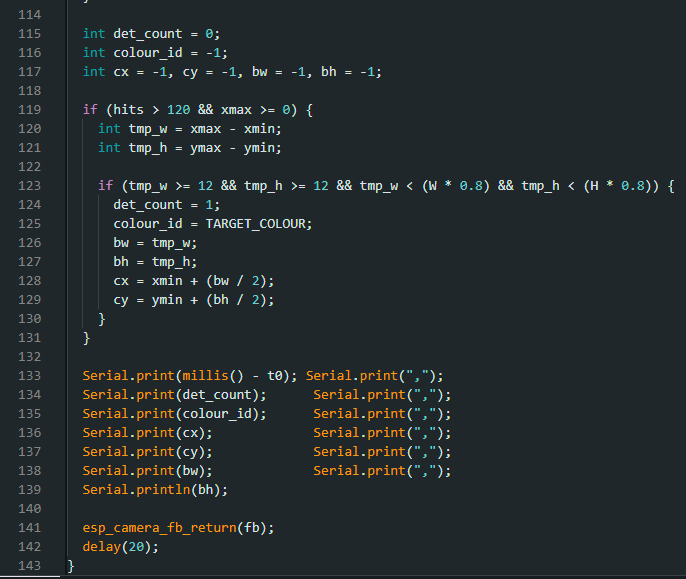 114 }
115 int det_count = 0;
116 int colour_id = -1;
117 int cx = -1, cy = -1, bw = -1, bh = -1;
118
119 if (hits > 120 && xmax >= 0) {
120 int tmp_w = xmax - xmin;
121 int tmp_h = ymax - ymin;
122
123 if (tmp_w >= 12 && tmp_h >= 12 && tmp_w < (W * 0.8) && tmp_h < (H * 0.8)) {
124 det_count = 1;
125 colour_id = TARGET_COLOUR;
126 bw = tmp_w;
127 bh = tmp_h;
128 cx = xmin + (bw / 2);
129 cy = ymin + (bh / 2);
130 }
131 }
132
133 Serial.print(millis() - t0); Serial.print(",");
134 Serial.print(det_count);      Serial.print(",");
135 Serial.print(colour_id);      Serial.print(",");
136 Serial.print(cx);             Serial.print(",");
137 Serial.print(cy);             Serial.print(",");
138 Serial.print(bw);             Serial.print(",");
139 Serial.println(bh);
140
141 esp_camera_fb_return(fb);
142 delay(20);
143 }